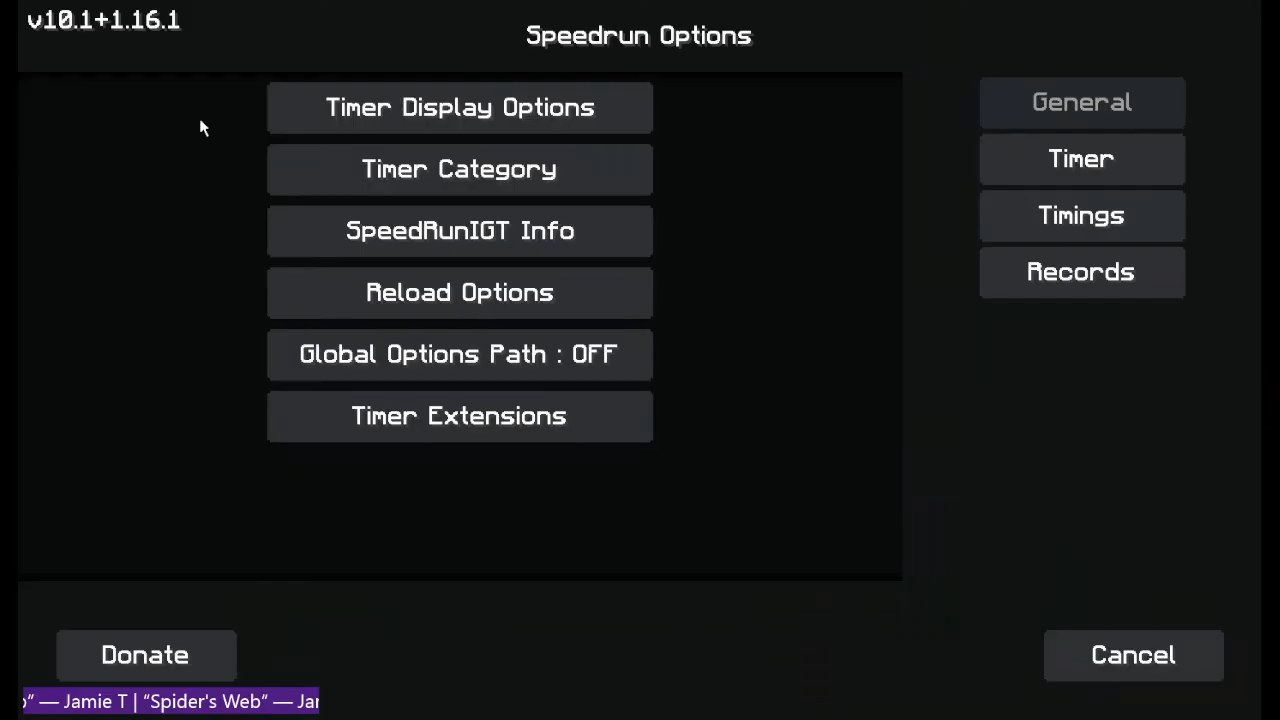 v10.1+1.16.1
Speedrun Options
Timer Display Options
Timer Category
SpeedRunIGT Info
Reload Options
Global Options Path : OFF
Timer Extensions
General
Timer
Timings
Records
Donate
Cancel
" — Jamie T | "Spider's Web" — Jar